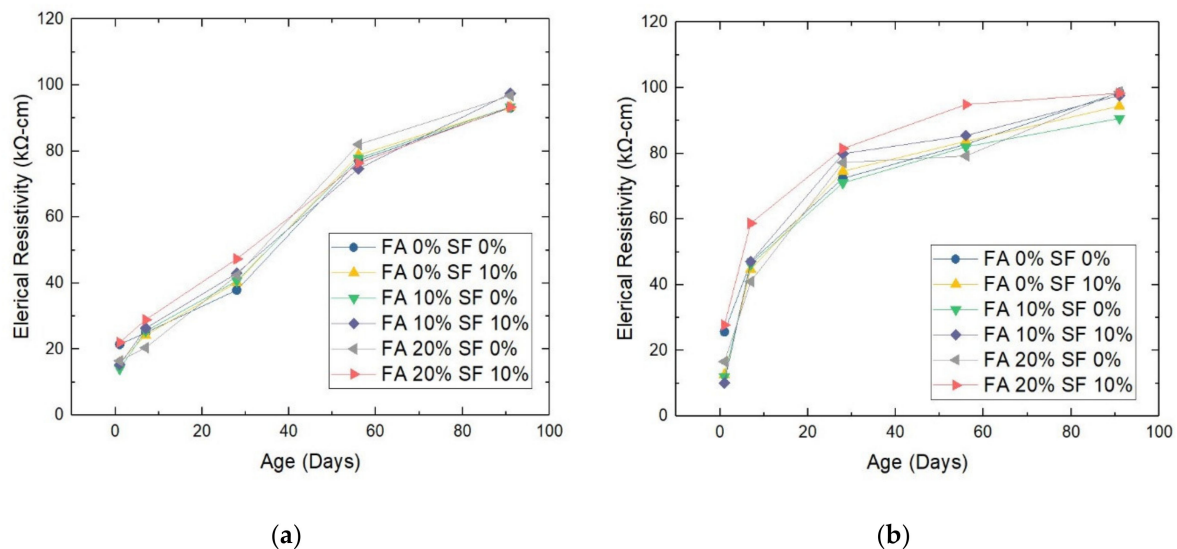 120
100
80
60
40
20
0
Elerical Resistivity (kΩ-cm)
FA 0% SF 0%
FA 0% SF 10%
FA 10% SF 0%
FA 10% SF 10%
FA 20% SF 0%
FA 20% SF 10%
0 20 40 60 80 100
Age (Days)
(a)
120
100
80
60
40
20
0
Elerical Resistivity (kΩ-cm)
FA 0% SF 0%
FA 0% SF 10%
FA 10% SF 0%
FA 10% SF 10%
FA 20% SF 0%
FA 20% SF 10%
0 20 40 60 80 100
Age (Days)
(b)